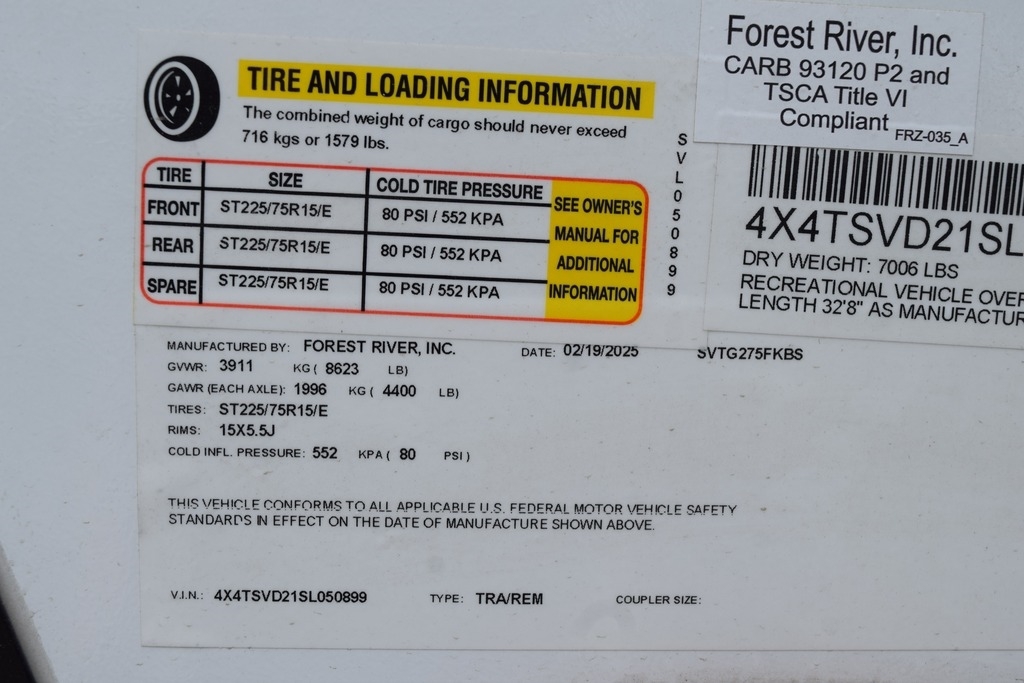 Forest River, Inc.
CARB 93120 P2 and
TSCA Title VI
Compliant FRZ-035_A
TIRE AND LOADING INFORMATION
The combined weight of cargo should never exceed
716 kgs or 1579 lbs.
TIRE SIZE COLD TIRE PRESSURE
FRONT ST225/75R15/E 80 PSI / 552 KPA
REAR ST225/75R15/E 80 PSI / 552 KPA
SPARE ST225/75R15/E 80 PSI / 552 KPA
SEE OWNER'S
MANUAL FOR
ADDITIONAL
INFORMATION
SVL050899
4X4TSVD21SL
DRY WEIGHT: 7006 LBS
RECREATIONAL VEHICLE OVER
LENGTH 32'8" AS MANUFACTUR
MANUFACTURED BY: FOREST RIVER, INC. DATE: 02/19/2025 SVTG275FKBS
GVWR: 3911 KG ( 8623 LB)
GAWR (EACH AXLE): 1996 KG ( 4400 LB)
TIRES: ST225/75R15/E
RIMS: 15X5.5J
COLD INFL. PRESSURE: 552 KPA ( 80 PSI )
THIS VEHICLE CONFORMS TO ALL APPLICABLE U.S. FEDERAL MOTOR VEHICLE SAFETY
STANDARDS IN EFFECT ON THE DATE OF MANUFACTURE SHOWN ABOVE.
V.I.N.: 4X4TSVD21SL050899 TYPE: TRA/REM COUPLER SIZE: